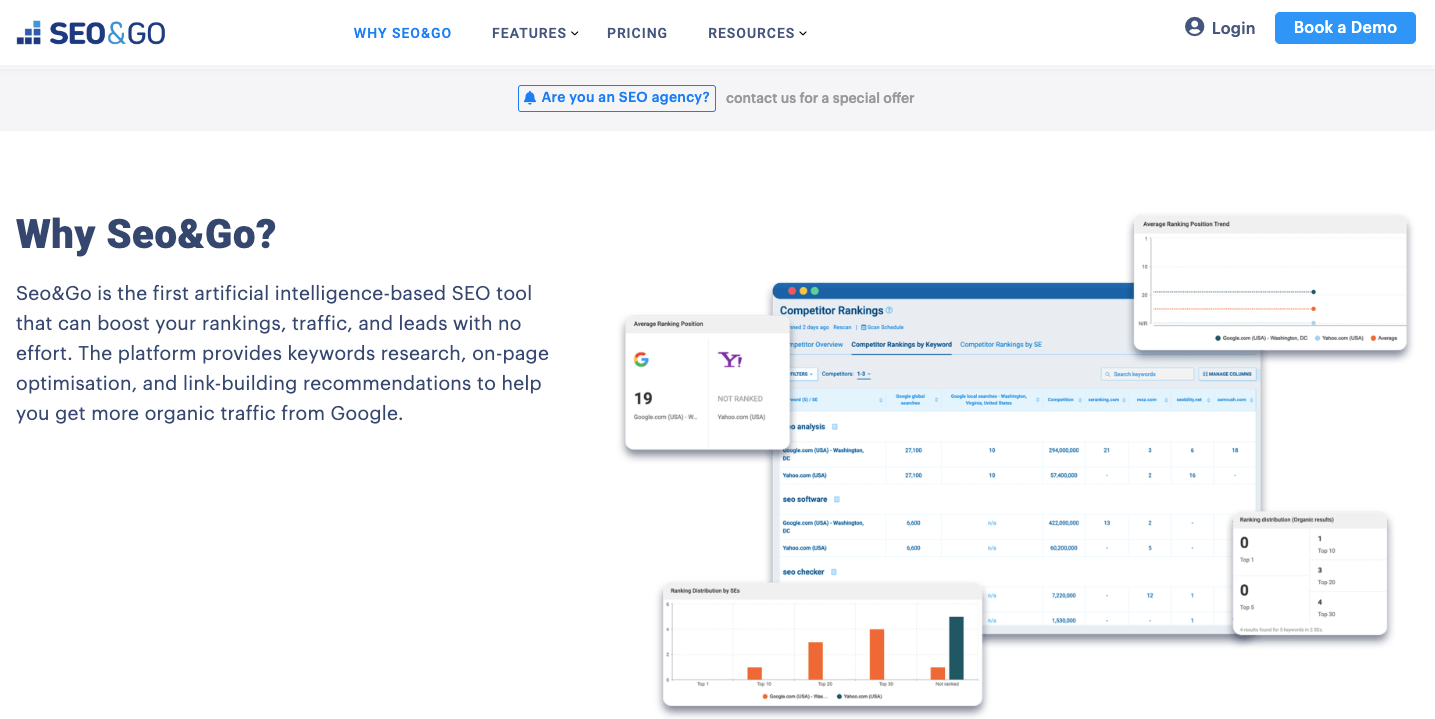 SEO&GO
WHY SEO&GO
FEATURES
PRICING
RESOURCES
Login
Book a Demo
Are you an SEO agency?
contact us for a special offer
Why Seo&Go?
Seo&Go is the first artificial intelligence-based SEO tool
that can boost your rankings, traffic, and leads with no
effort. The platform provides keywords research, on-page
optimisation, and link-building recommendations to help
you get more organic traffic from Google.
Average Ranking Position Trend
1
10
20
N/R
Google.com (USA) - Washington, DC Yahoo.com (USA) Average
Average Ranking Position
19
NOT RANKED
Google.com (USA) - W...
Yahoo.com (USA)
Competitor Rankings
2 days ago Rescan | Scan Schedule
Competitor Overview Competitor Rankings by Keyword Competitor Rankings by SE
FILTERS Competitors: 1-3 Search keywords MANAGE COLUMNS
/ SE Google global searches Google local searches - Washington, Virginia, United States Competition seranking.com moz.com seobility.net semrush.com
analysis
Google.com (USA) - Washington, DC 27,100 10 294,000,000 21 3 6 18
Yahoo.com (USA) 27,100 10 57,400,000 - 2 16 -
seo software
Google.com (USA) - Washington, DC 6,600 n/a 422,000,000 13 2 -
Yahoo.com (USA) 6,600 n/a 60,200,000 - 5 -
seo checker
n/a 7,220,000 - 12 1
n/a 1,530,000 - - 1
Ranking distribution (Organic results)
0
Top 1
0
Top 5
1
Top 10
3
Top 20
4
Top 30
4 results found for 5 keywords in 2 SEs
Ranking Distribution by SEs
6
4
2
0
Top 1 Top 10 Top 20 Top 30 Not ranked
Google.com (USA) - Was... Yahoo.com (USA)